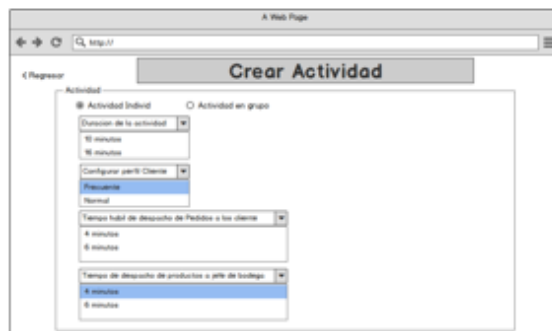 A Web Page
http://
< Regresar
Crear Actividad
Actividad
Actividad Individ
Actividad en grupo
Duracion de la actividad
10 minutos
16 minutos
Configurar perfil Cliente
Frecuente
Normal
Tiempo habil de despacho de Pedidos a los cliente
4 minutos
6 minutos
Tiempo de despacho de productos a jefe de bodega
4 minutos
6 minutos